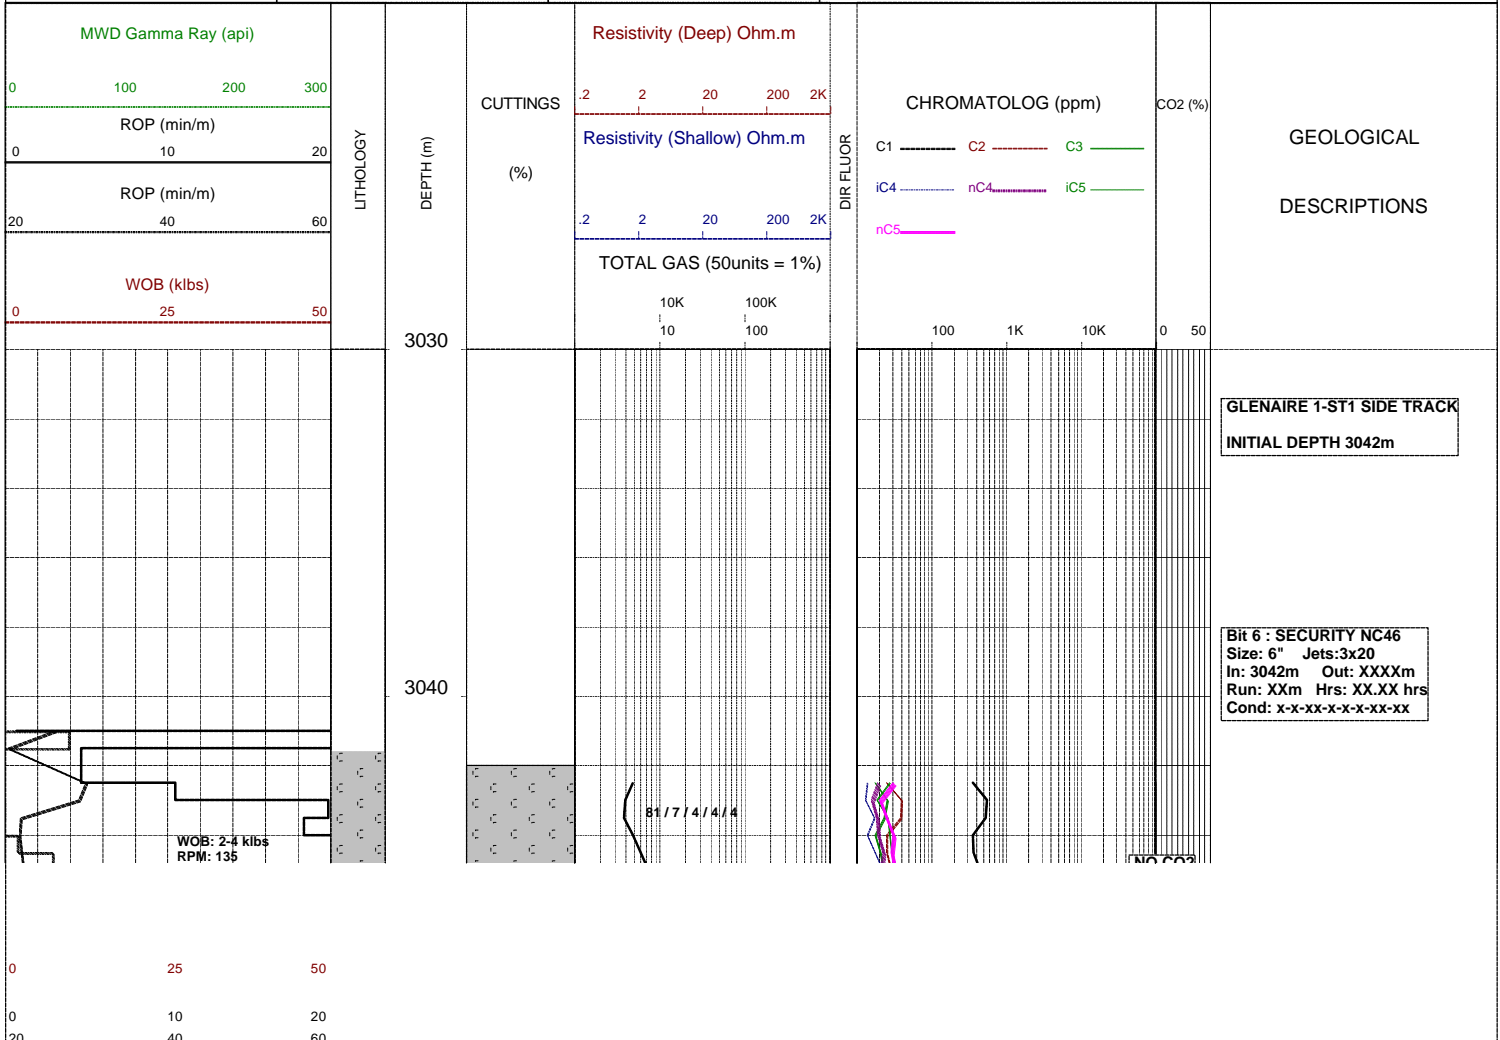 MWD Gamma Ray (api)
0 100 200 300
ROP (min/m)
0 10 20
ROP (min/m)
20 40 60
WOB (klbs)
0 25 50
LITHOLOGY
DEPTH (m)
CUTTINGS
(%)
Resistivity (Deep) Ohm.m
.2 2 20 200 2K
Resistivity (Shallow) Ohm.m
.2 2 20 200 2K
TOTAL GAS (50units = 1%)
10K 100K
10 100
DIR FLUOR
CHROMATOLOG (ppm)
C1 C2 C3
iC4 nC4 iC5
nC5
100 1K 10K
CO2 (%)
0 50
GEOLOGICAL
DESCRIPTIONS
3030
GLENAIRE 1-ST1 SIDE TRACK
INITIAL DEPTH 3042m
Bit 6 : SECURITY NC46
Size: 6" Jets:3x20
In: 3042m Out: XXXXm
Run: XXm Hrs: XX.XX hrs
Cond: x-x-xx-x-x-x-xx-xx
3040
81 / 7 / 4 / 4 / 4
WOB: 2-4 klbs
RPM: 135
NO CO2
0 25 50
0 10 20
20 40 60